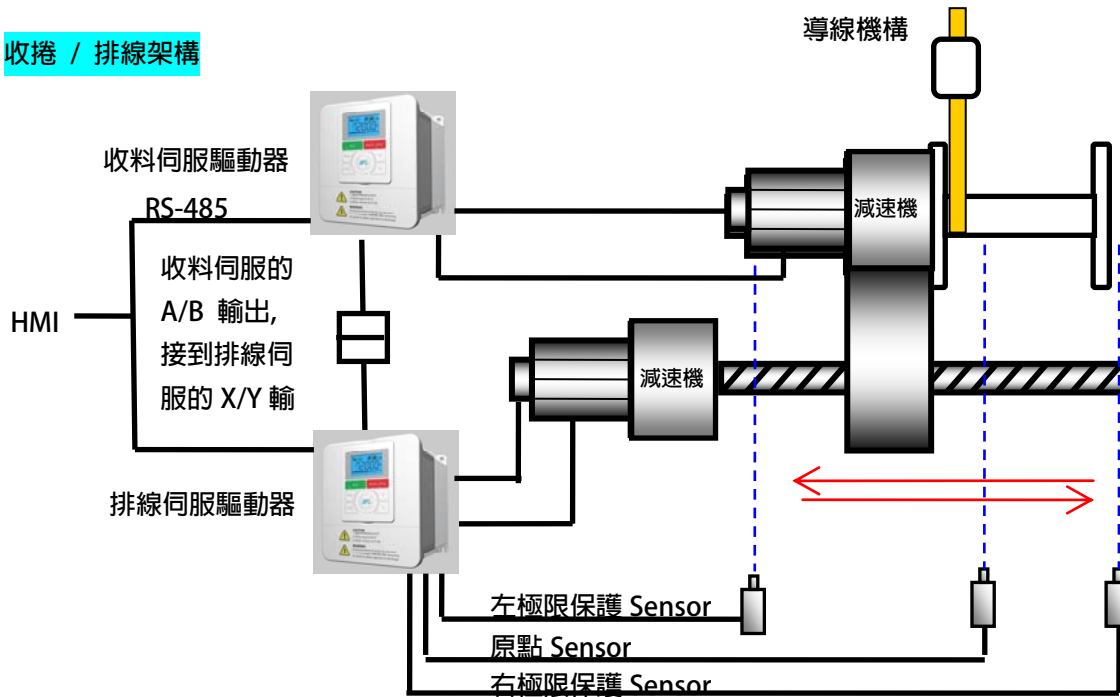 收捲 / 排線架構
導線機構
收料伺服驅動器
RS-485
減速機
收料伺服的
A/B 輸出,
接到排線伺
服的 X/Y 輸
HMI
減速機
排線伺服驅動器
左極限保護 Sensor
原點 Sensor
右極限保護 Sensor